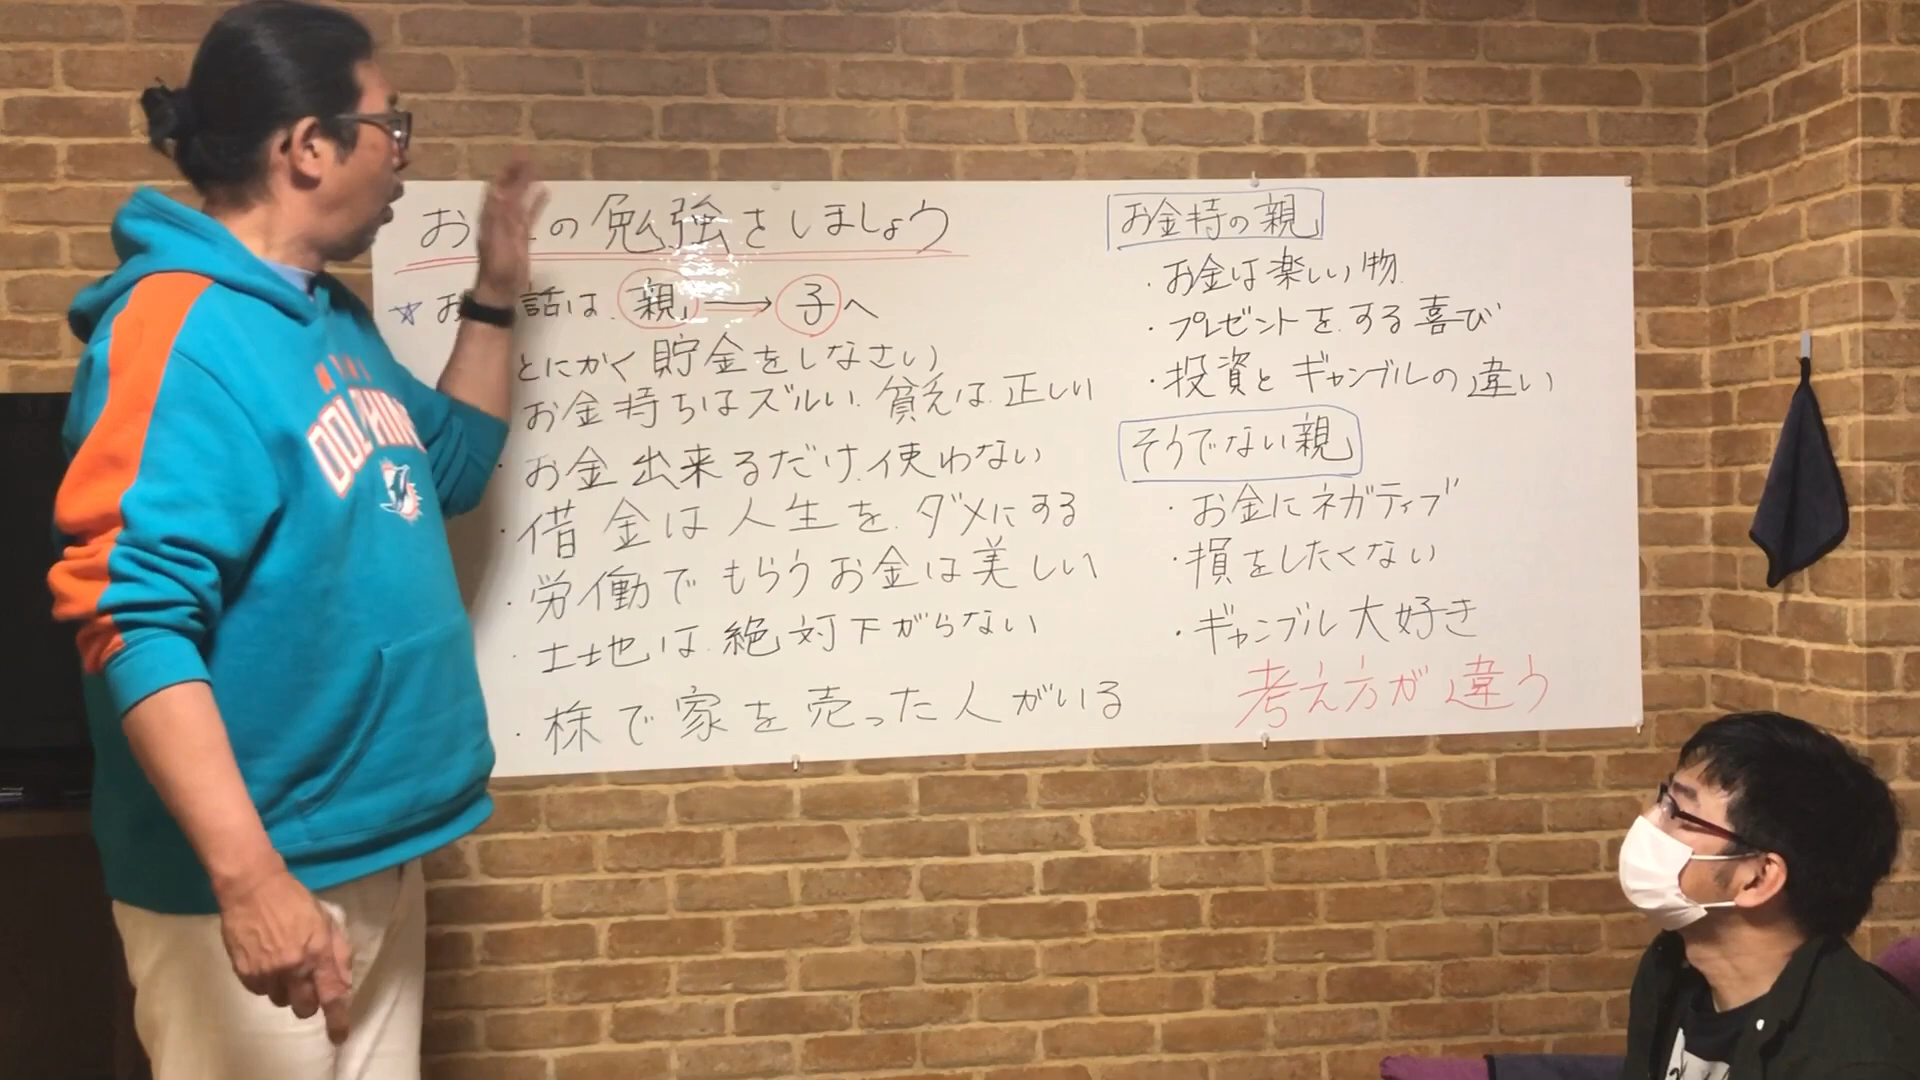 お の勉強をしましょう
☆ お 話は 親 → 子へ
とにかく貯金をしなさい
お金持ちはズルい 貧乏は正しい
・お金出来るだけ使わない
・借金は人生をダメにする
・労働でもらうお金は美しい
・土地は絶対下がらない
・株で家を売った人がいる
お金持の親
・お金は楽しい物
・プレゼントをする喜び
・投資とギャンブルの違い
そうでない親
・お金にネガティブ
・損をしたくない
・ギャンブル大好き
考え方が違う
DOLPHIN